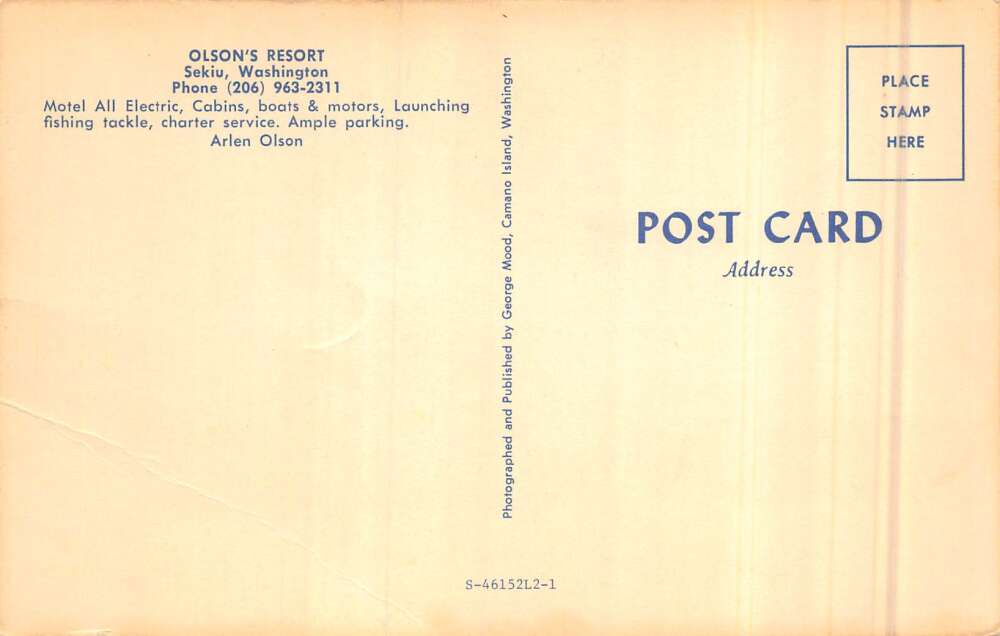 OLSON'S RESORT
Sekiu, Washington
Phone (206) 963-2311
Motel All Electric, Cabins, boats & motors, Launching
fishing tackle, charter service. Ample parking.
Arlen Olson
Photographed and Published by George Mood, Camano Island, Washington
PLACE
STAMP
HERE
POST CARD
Address
S-46152L2-1